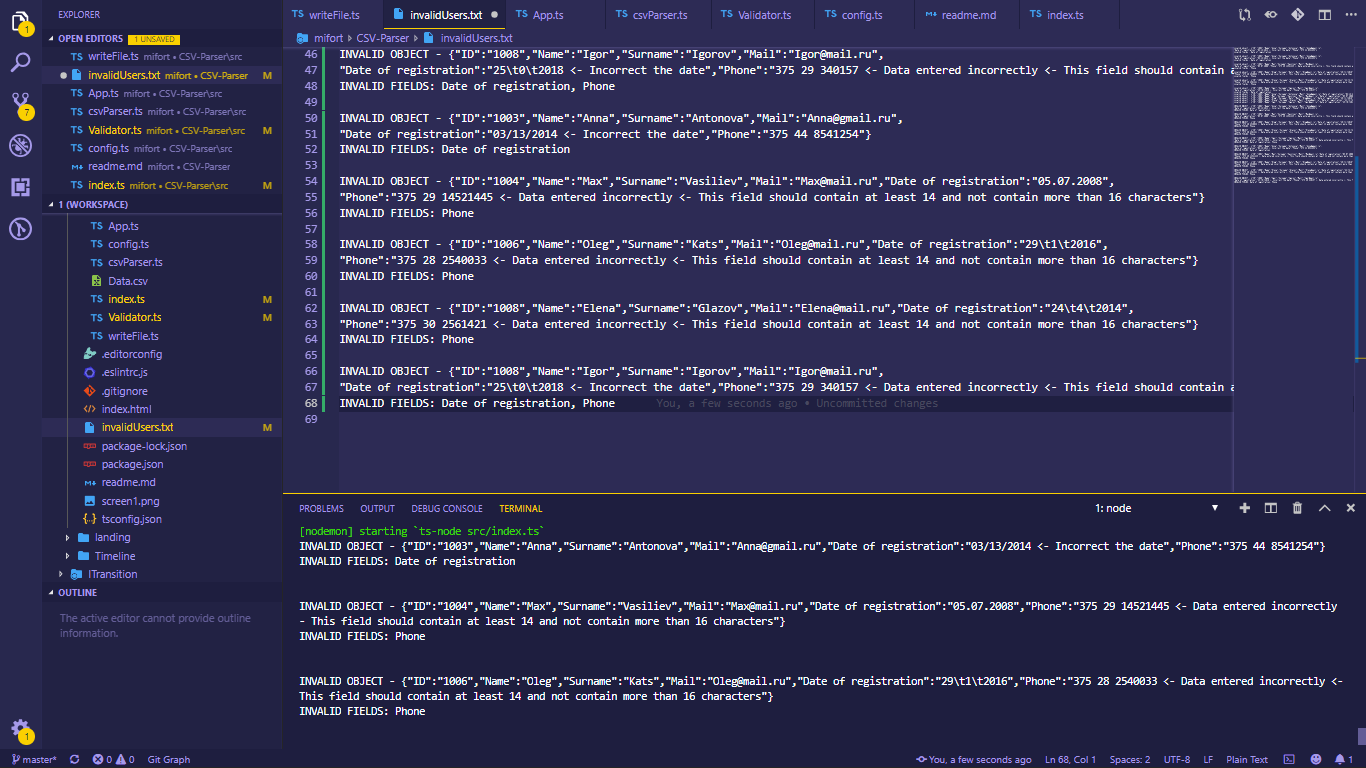 EXPLORER
OPEN EDITORS 1 UNSAVED
TS writeFile.ts mifort • CSV-Parser
invalidUsers.txt mifort • CSV-Parser M
TS App.ts mifort • CSV-Parser\src
TS csvParser.ts mifort • CSV-Parser\src
TS Validator.ts mifort • CSV-Parser\src M
TS config.ts mifort • CSV-Parser\src
readme.md mifort • CSV-Parser
TS index.ts mifort • CSV-Parser\src M
1 (WORKSPACE)
TS App.ts
TS config.ts
TS csvParser.ts
Data.csv
TS index.ts M
TS Validator.ts M
TS writeFile.ts
.editorconfig
.eslintrc.js
.gitignore
index.html
invalidUsers.txt M
package-lock.json
package.json
readme.md
screen1.png
tsconfig.json
landing
Timeline
ITransition
OUTLINE
The active editor cannot provide outline
information.
1
7
1
TS writeFile.ts invalidUsers.txt ● TS App.ts TS csvParser.ts TS Validator.ts TS config.ts readme.md TS index.ts
mifort ▸ CSV-Parser ▸ invalidUsers.txt
46 INVALID OBJECT - {"ID":"1008","Name":"Igor","Surname":"Igorov","Mail":"Igor@mail.ru",
47 "Date of registration":"25\t0\t2018 <- Incorrect the date","Phone":"375 29 340157 <- Data entered incorrectly <- This field should contain a
48 INVALID FIELDS: Date of registration, Phone
49
50 INVALID OBJECT - {"ID":"1003","Name":"Anna","Surname":"Antonova","Mail":"Anna@gmail.ru",
51 "Date of registration":"03/13/2014 <- Incorrect the date","Phone":"375 44 8541254"}
52 INVALID FIELDS: Date of registration
53
54 INVALID OBJECT - {"ID":"1004","Name":"Max","Surname":"Vasiliev","Mail":"Max@mail.ru","Date of registration":"05.07.2008",
55 "Phone":"375 29 14521445 <- Data entered incorrectly <- This field should contain at least 14 and not contain more than 16 characters"}
56 INVALID FIELDS: Phone
57
58 INVALID OBJECT - {"ID":"1006","Name":"Oleg","Surname":"Kats","Mail":"Oleg@mail.ru","Date of registration":"29\t1\t2016",
59 "Phone":"375 28 2540033 <- Data entered incorrectly <- This field should contain at least 14 and not contain more than 16 characters"}
60 INVALID FIELDS: Phone
61
62 INVALID OBJECT - {"ID":"1008","Name":"Elena","Surname":"Glazov","Mail":"Elena@mail.ru","Date of registration":"24\t4\t2014",
63 "Phone":"375 30 2561421 <- Data entered incorrectly <- This field should contain at least 14 and not contain more than 16 characters"}
64 INVALID FIELDS: Phone
65
66 INVALID OBJECT - {"ID":"1008","Name":"Igor","Surname":"Igorov","Mail":"Igor@mail.ru",
67 "Date of registration":"25\t0\t2018 <- Incorrect the date","Phone":"375 29 340157 <- Data entered incorrectly <- This field should contain a
68 INVALID FIELDS: Date of registration, Phone You, a few seconds ago • Uncommitted changes
69
PROBLEMS OUTPUT DEBUG CONSOLE TERMINAL 1: node
[nodemon] starting `ts-node src/index.ts`
INVALID OBJECT - {"ID":"1003","Name":"Anna","Surname":"Antonova","Mail":"Anna@gmail.ru","Date of registration":"03/13/2014 <- Incorrect the date","Phone":"375 44 8541254"}
INVALID FIELDS: Date of registration
INVALID OBJECT - {"ID":"1004","Name":"Max","Surname":"Vasiliev","Mail":"Max@mail.ru","Date of registration":"05.07.2008","Phone":"375 29 14521445 <- Data entered incorrectly
- This field should contain at least 14 and not contain more than 16 characters"}
INVALID FIELDS: Phone
INVALID OBJECT - {"ID":"1006","Name":"Oleg","Surname":"Kats","Mail":"Oleg@mail.ru","Date of registration":"29\t1\t2016","Phone":"375 28 2540033 <- Data entered incorrectly <-
This field should contain at least 14 and not contain more than 16 characters"}
INVALID FIELDS: Phone
master* 0 0 Git Graph You, a few seconds ago Ln 68, Col 1 Spaces: 2 UTF-8 LF Plain Text 1